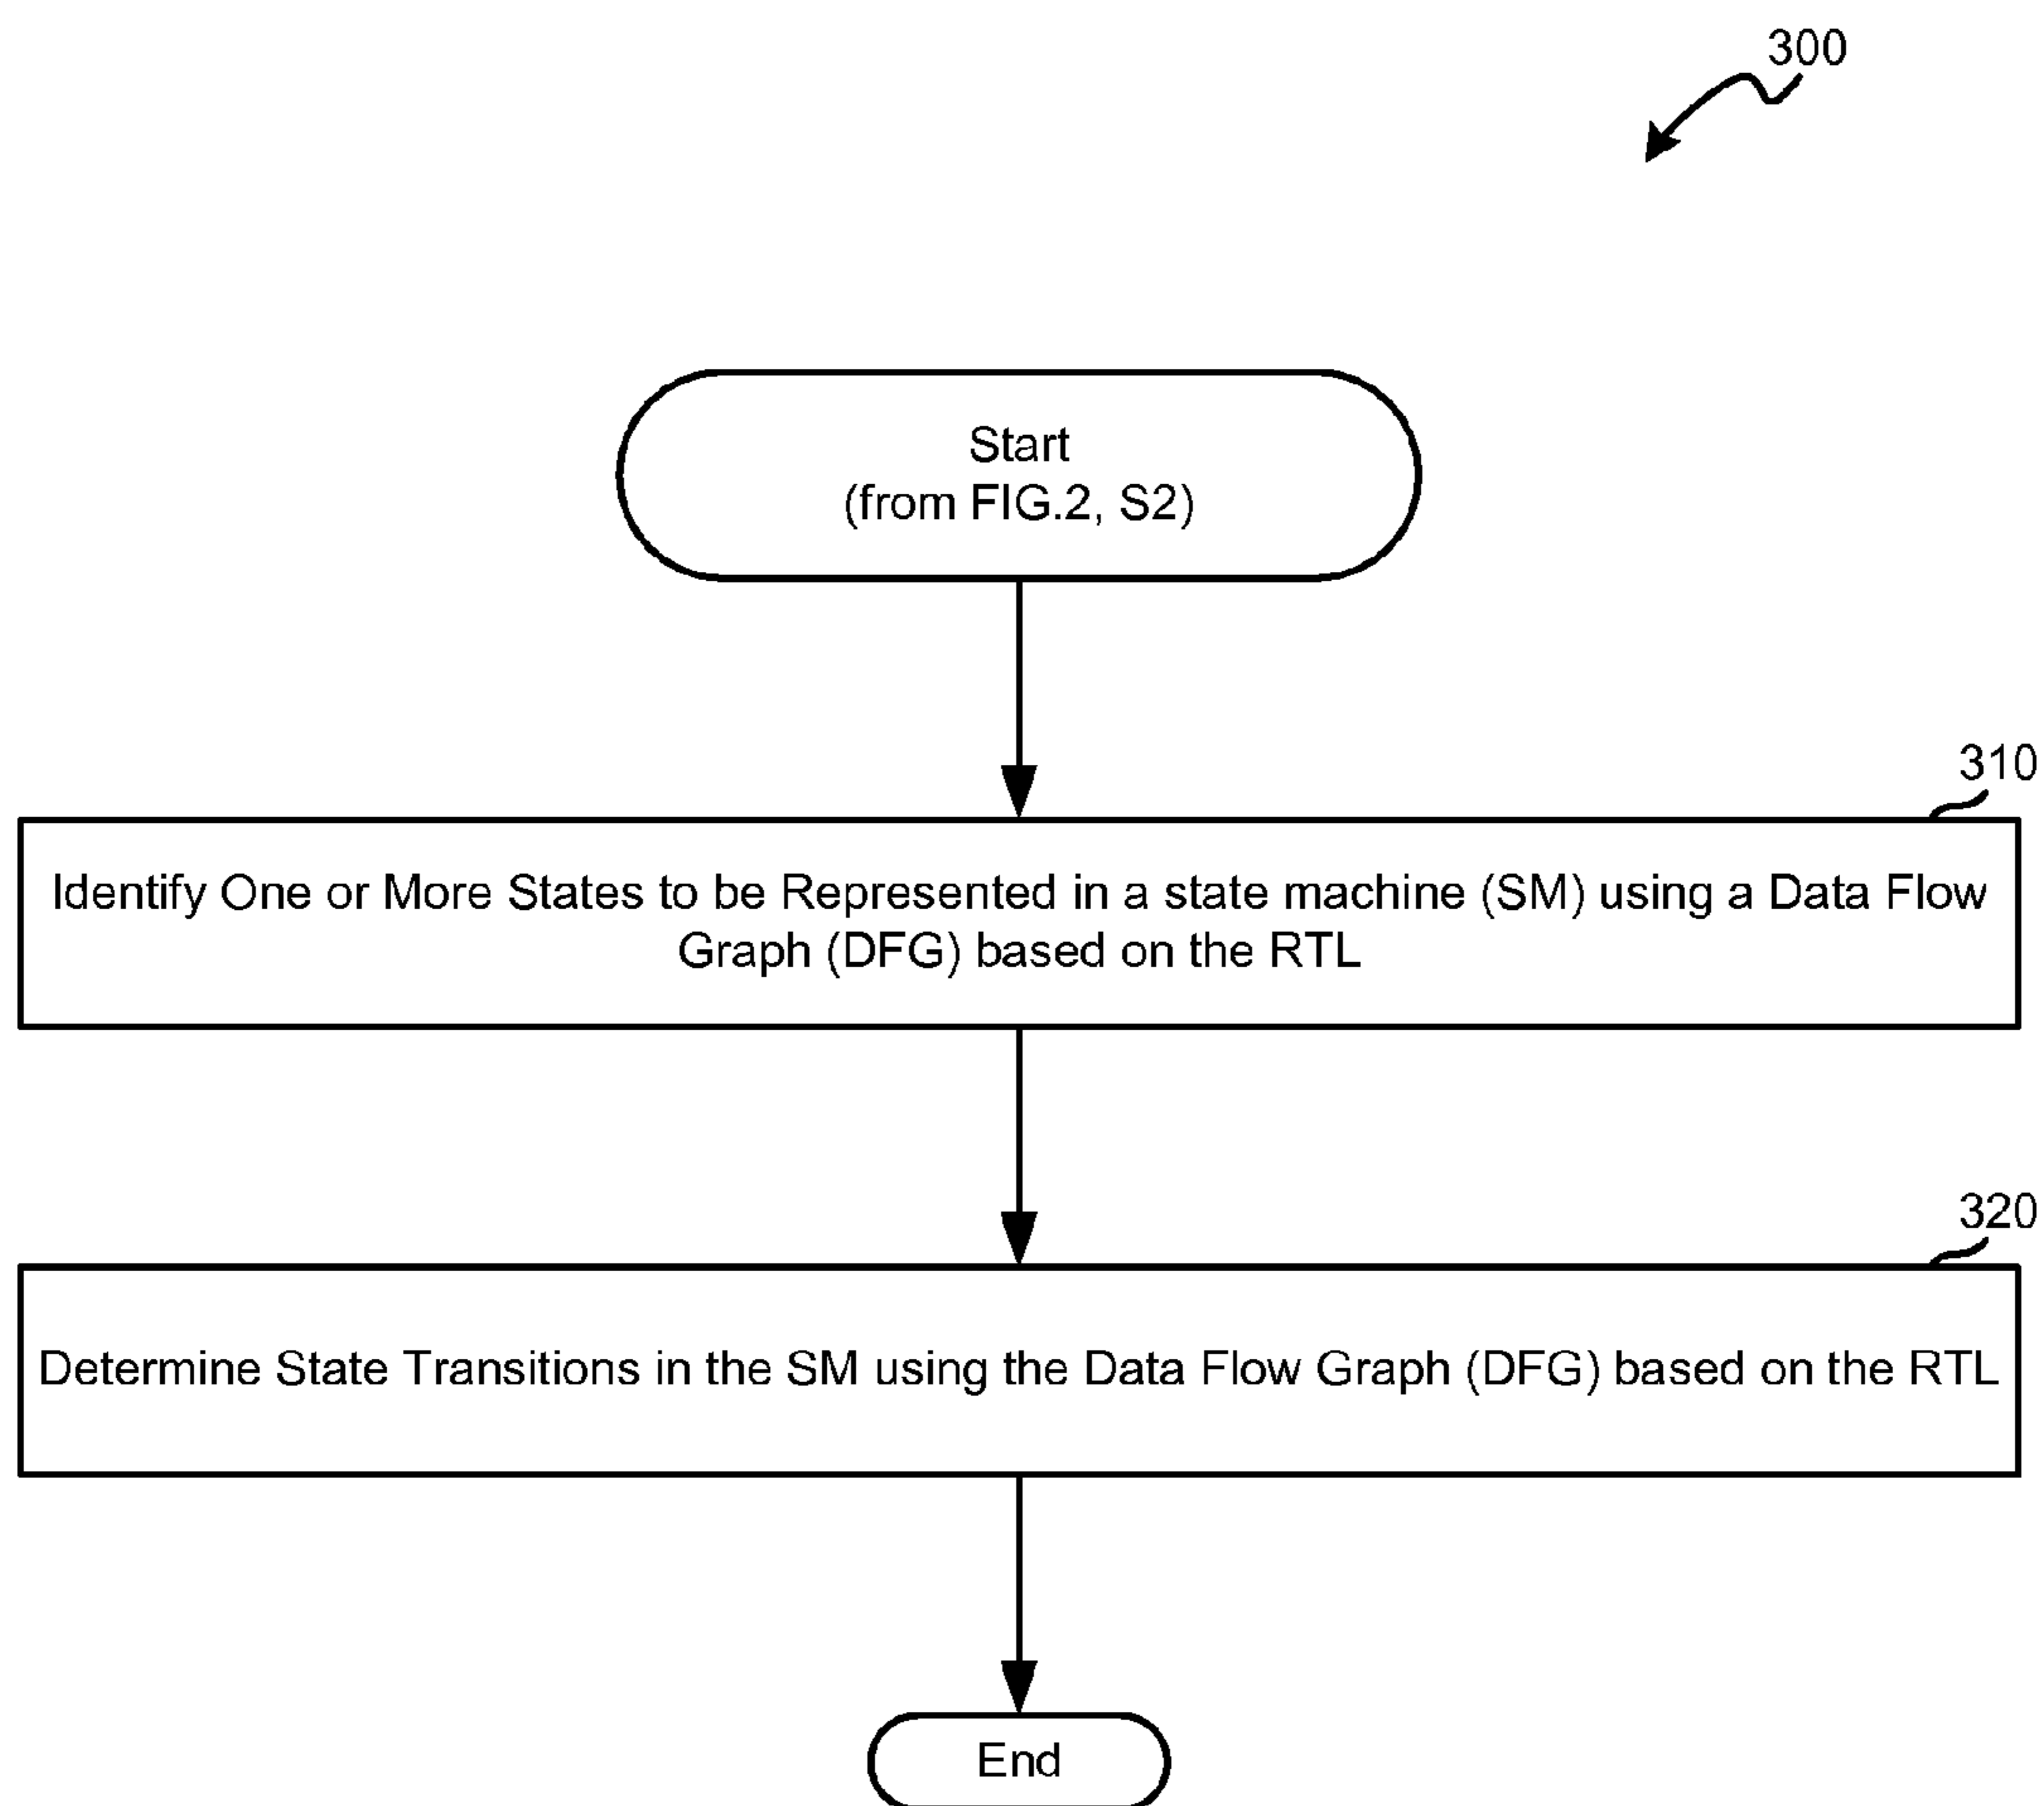 300
Start
(from FIG.2, S2)
310
Identify One or More States to be Represented in a state machine (SM) using a Data Flow
Graph (DFG) based on the RTL
320
Determine State Transitions in the SM using the Data Flow Graph (DFG) based on the RTL
End